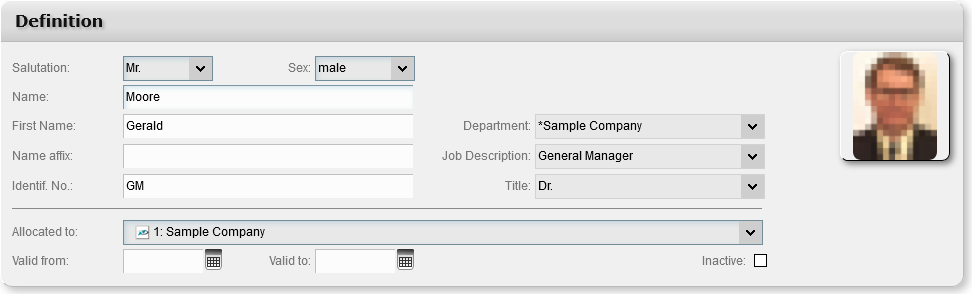 Definition
Salutation: Mr. Sex: male
Name: Moore
First Name: Gerald Department: *Sample Company
Name affix: Job Description: General Manager
Identif. No.: GM Title: Dr.
Allocated to: 1: Sample Company
Valid from: Valid to: Inactive: